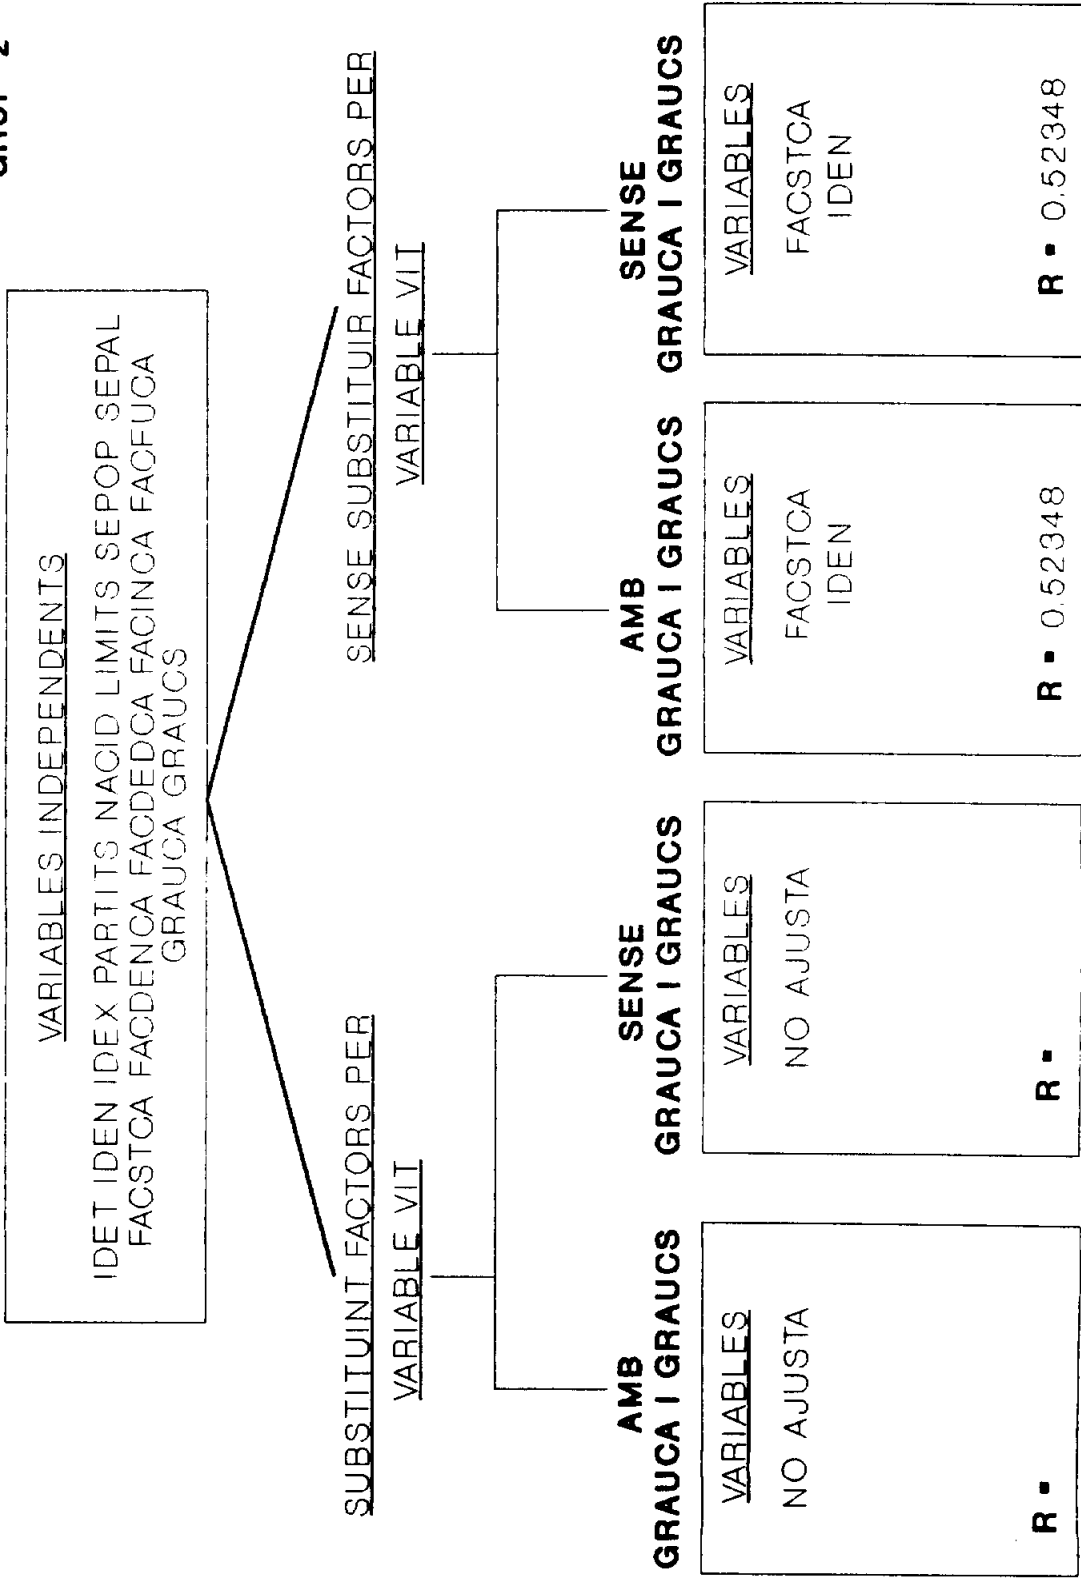 VARIABLES INDEPENDENTS
IDET IDEN IDEX PARTITS NACID LIMITS SEPOP SEPAL
FACSTCA FACDENCA FACDEDCA FACINCA FACFUCA
GRAUCA GRAUCS
SUBSTITUINT FACTORS PER
VARIABLE VIT
SENSE SUBSTITUIR FACTORS PER
VARIABLE VIT
AMB
GRAUCA I GRAUCS
SENSE
GRAUCA I GRAUCS
AMB
GRAUCA I GRAUCS
SENSE
GRAUCA I GRAUCS
VARIABLES
NO AJUSTA
R =
VARIABLES
NO AJUSTA
R =
VARIABLES
FACSTCA
IDEN
R = 0.52348
VARIABLES
FACSTCA
IDEN
R = 0.52348